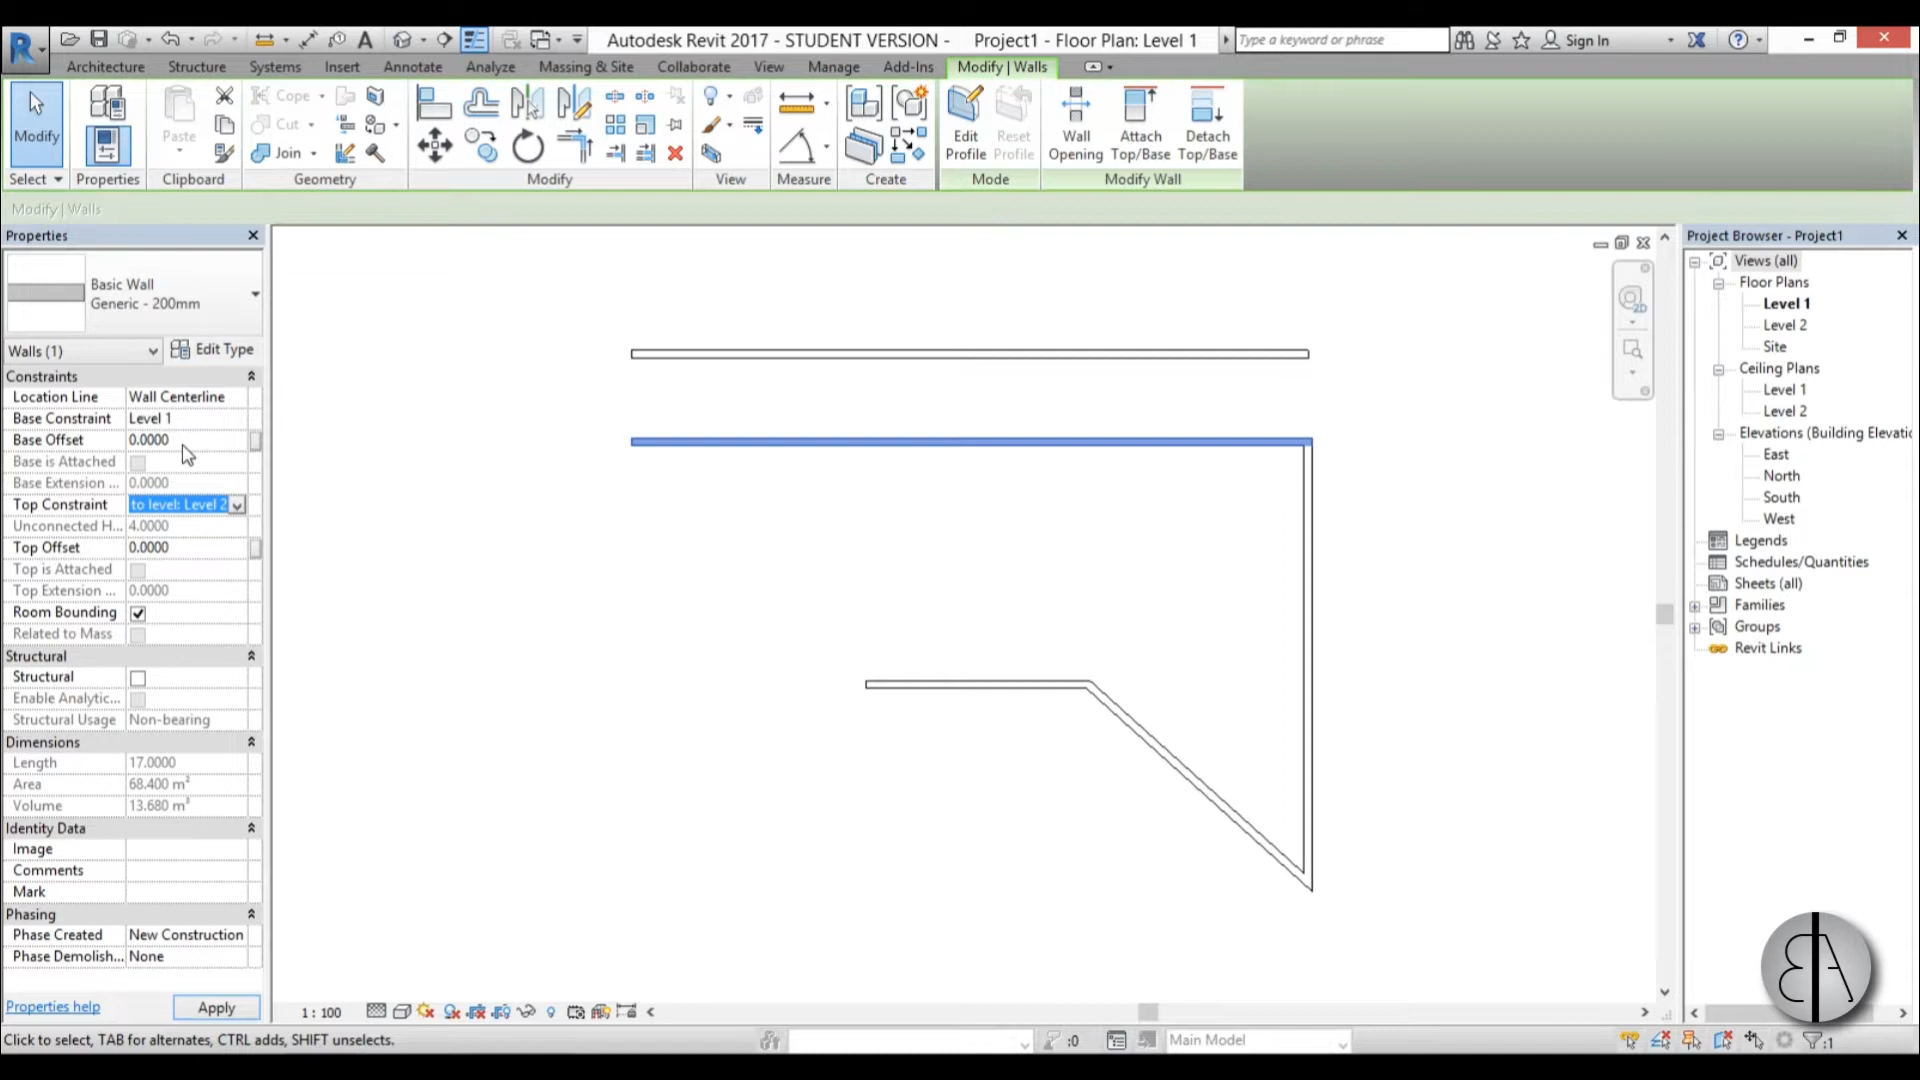 Autodesk Revit 2017 - STUDENT VERSION -    Project1 - Floor Plan: Level 1
Type a keyword or phrase
Sign In
Architecture
Structure
Systems
Insert
Annotate
Analyze
Massing & Site
Collaborate
View
Manage
Add-Ins
Modify | Walls
Modify
Paste
Cope
Cut
Join
Edit Profile
Reset Profile
Wall Opening
Attach Top/Base
Detach Top/Base
Select
Properties
Clipboard
Geometry
Modify
View
Measure
Create
Mode
Modify Wall
Modify | Walls
Properties
Basic Wall
Generic - 200mm
Walls (1)
Edit Type
Constraints
Location Line Wall Centerline
Base Constraint Level 1
Base Offset 0.0000
Base is Attached
Base Extension ... 0.0000
Top Constraint to level: Level 2
Unconnected H... 4.0000
Top Offset 0.0000
Top is Attached
Top Extension ... 0.0000
Room Bounding
Related to Mass
Structural
Structural
Enable Analytic...
Structural Usage Non-bearing
Dimensions
Length 17.0000
Area 68.400 m²
Volume 13.680 m³
Identity Data
Image
Comments
Mark
Phasing
Phase Created New Construction
Phase Demolish... None
Properties help
Apply
2D
Project Browser - Project1
Views (all)
Floor Plans
Level 1
Level 2
Site
Ceiling Plans
Level 1
Level 2
Elevations (Building Elevatio
East
North
South
West
Legends
Schedules/Quantities
Sheets (all)
Families
Groups
Revit Links
BA
1 : 100
Click to select, TAB for alternates, CTRL adds, SHIFT unselects.
:0
Main Model
:1